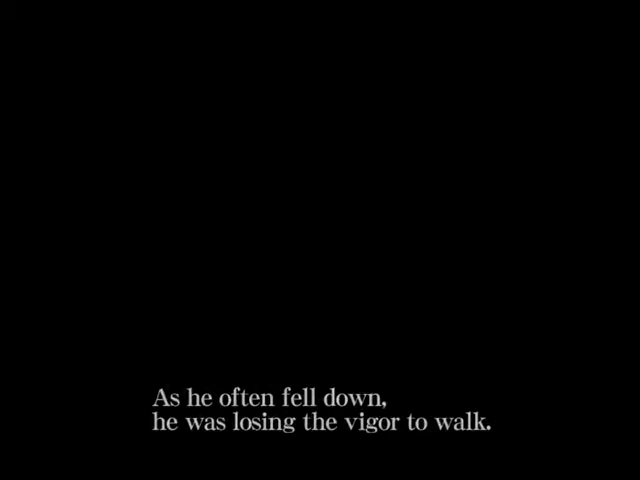 As he often fell down,
he was losing the vigor to walk.